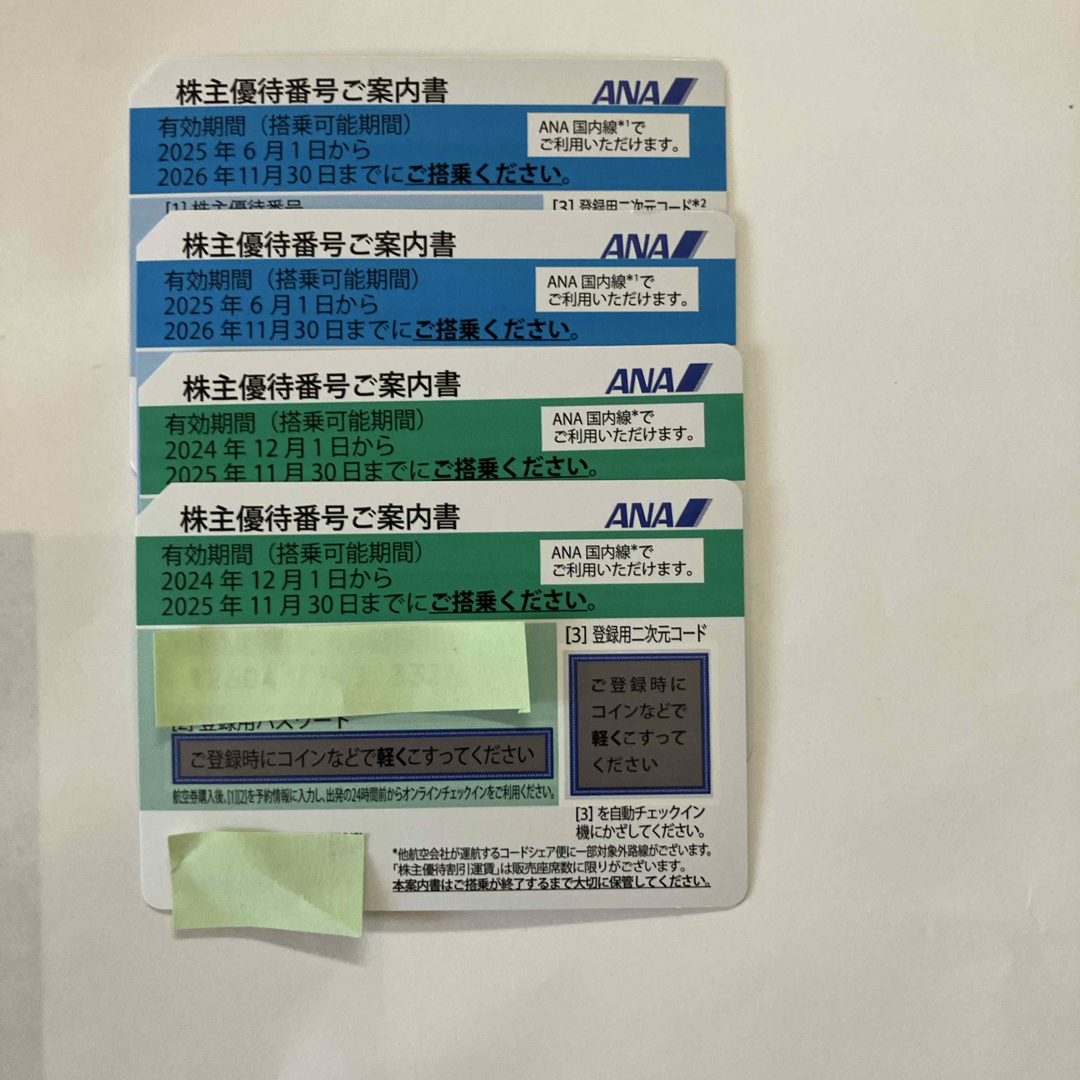 株主優待番号ご案内書
ANA
有効期間（搭乗可能期間）
2025年6月1日から
2026年11月30日までにご搭乗ください。
ANA国内線*1で
ご利用いただけます。
[1] 株主優待番号
[3] 登録用二次元コード*2
株主優待番号ご案内書
ANA
有効期間（搭乗可能期間）
2025年6月1日から
2026年11月30日までにご搭乗ください。
ANA国内線*1で
ご利用いただけます。
株主優待番号ご案内書
ANA
有効期間（搭乗可能期間）
2024年12月1日から
2025年11月30日までにご搭乗ください。
ANA国内線*で
ご利用いただけます。
株主優待番号ご案内書
ANA
有効期間（搭乗可能期間）
2024年12月1日から
2025年11月30日までにご搭乗ください。
ANA国内線*で
ご利用いただけます。
[2] 登録用パスワード
ご登録時にコインなどで軽くこすってください
航空券購入後、[1][2]を予約情報に入力し、出発の24時間前からオンラインチェックインをご利用ください。
[3] 登録用二次元コード
ご登録時に
コインなどで
軽くこすって
ください
[3] を自動チェックイン
機にかざしてください。
*他航空会社が運航するコードシェア便に一部対象外路線がございます。
「株主優待割引運賃」は販売座席数に限りがございます。
本案内書はご搭乗が終了するまで大切に保管してください。